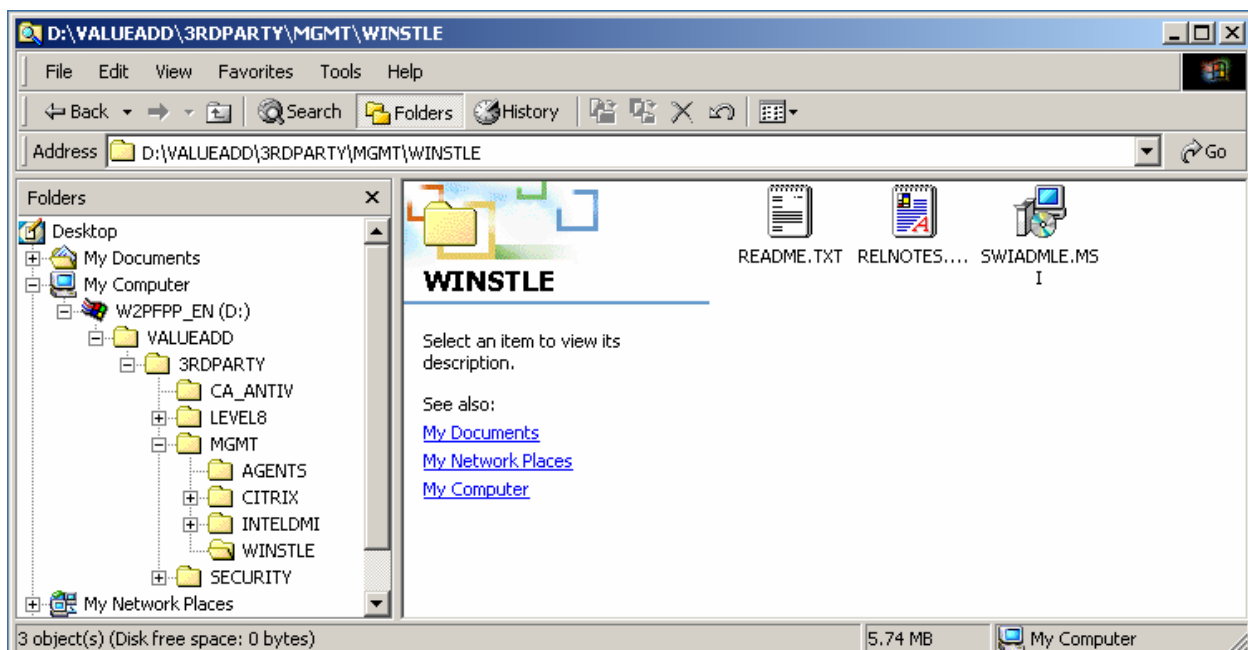 D:\VALUEADD\3RDPARTY\MGMT\WINSTLE
File Edit View Favorites Tools Help
Back Search Folders History
Address D:\VALUEADD\3RDPARTY\MGMT\WINSTLE Go
Folders
Desktop
My Documents
My Computer
W2PFPP_EN (D:)
VALUEADD
3RDPARTY
CA_ANTIV
LEVEL8
MGMT
AGENTS
CITRIX
INTELDMI
WINSTLE
SECURITY
My Network Places
WINSTLE
Select an item to view its
description.
See also:
My Documents
My Network Places
My Computer
README.TXT RELNOTES.... SWIADMLE.MS
I
3 object(s) (Disk free space: 0 bytes) 5.74 MB My Computer